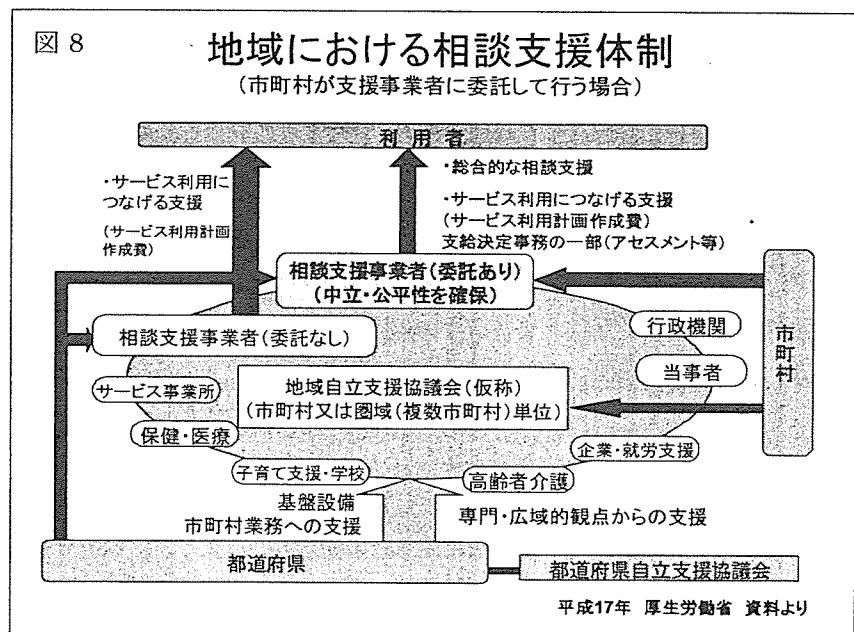 図 8
地域における相談支援体制
(市町村が支援事業者に委託して行う場合)
利用者
・サービス利用に
つなげる支援
(サービス利用計画
作成費)
・総合的な相談支援
・サービス利用につなげる支援
(サービス利用計画作成費)
支給決定事務の一部(アセスメント等)
相談支援事業者(委託あり)
(中立・公平性を確保)
相談支援事業者(委託なし)
行政機関
当事者
市町村
サービス事業所
地域自立支援協議会(仮称)
(市町村又は圏域(複数市町村)単位)
保健・医療
企業・就労支援
子育て支援・学校
高齢者介護
基盤設備
市町村業務への支援
専門・広域的観点からの支援
都道府県
都道府県自立支援協議会
平成17年 厚生労働省 資料より